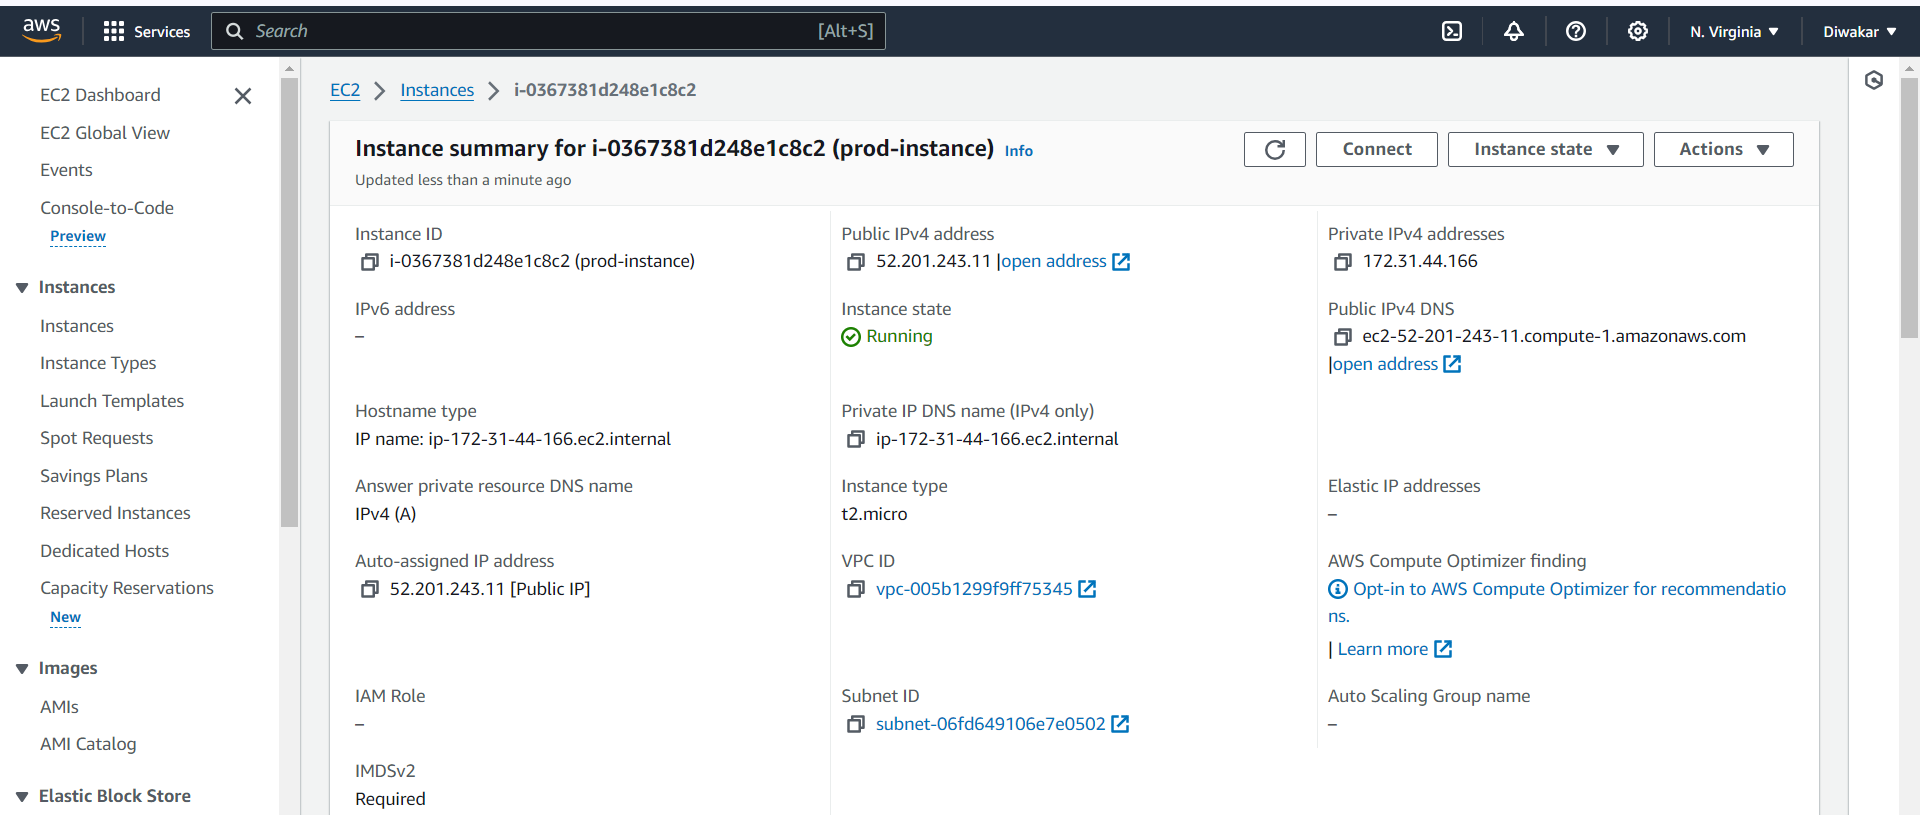 aws
Services
Search
[Alt+S]
N. Virginia
Diwakar
EC2 Dashboard
EC2 Global View
Events
Console-to-Code
Preview
Instances
Instances
Instance Types
Launch Templates
Spot Requests
Savings Plans
Reserved Instances
Dedicated Hosts
Capacity Reservations
New
Images
AMIs
AMI Catalog
Elastic Block Store
EC2 > Instances > i-0367381d248e1c8c2
Instance summary for i-0367381d248e1c8c2 (prod-instance) Info
Updated less than a minute ago
Connect
Instance state
Actions
Instance ID
i-0367381d248e1c8c2 (prod-instance)
Public IPv4 address
52.201.243.11 |open address
Private IPv4 addresses
172.31.44.166
IPv6 address
–
Instance state
Running
Public IPv4 DNS
ec2-52-201-243-11.compute-1.amazonaws.com
|open address
Hostname type
IP name: ip-172-31-44-166.ec2.internal
Private IP DNS name (IPv4 only)
ip-172-31-44-166.ec2.internal
Answer private resource DNS name
IPv4 (A)
Instance type
t2.micro
Elastic IP addresses
–
Auto-assigned IP address
52.201.243.11 [Public IP]
VPC ID
vpc-005b1299f9ff75345
AWS Compute Optimizer finding
Opt-in to AWS Compute Optimizer for recommendatio
ns.
| Learn more
IAM Role
–
Subnet ID
subnet-06fd649106e7e0502
Auto Scaling Group name
–
IMDSv2
Required